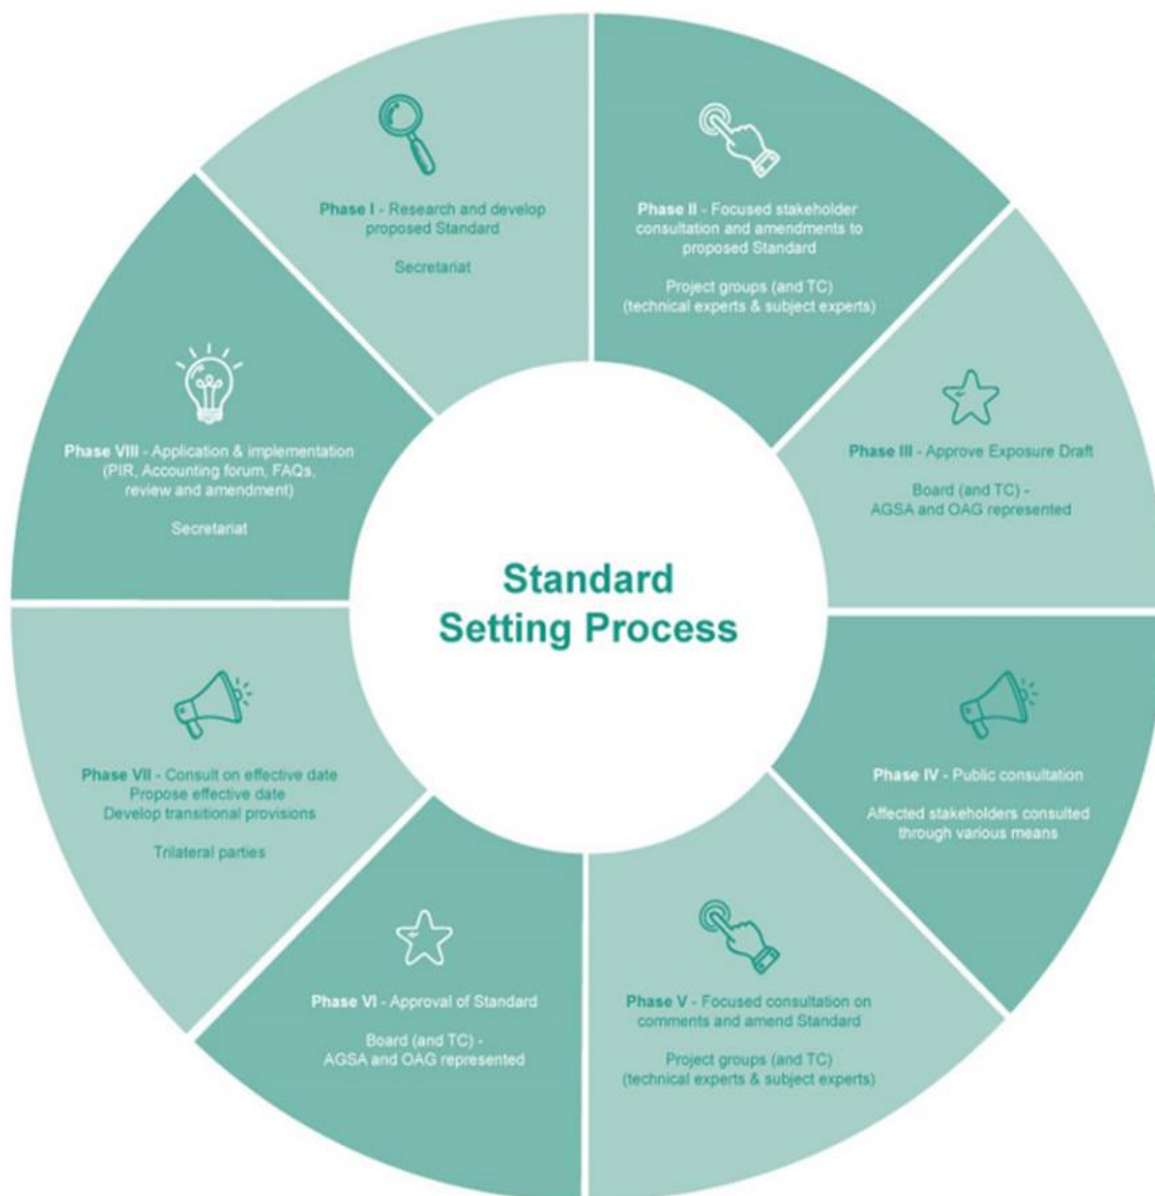 Phase I - Research and develop
proposed Standard
Secretariat
Phase II - Focused stakeholder
consultation and amendments to
proposed Standard
Project groups (and TC)
(technical experts & subject experts)
Phase III - Approve Exposure Draft
Board (and TC) -
AGSA and OAG represented
Phase IV - Public consultation
Affected stakeholders consulted
through various means
Phase V - Focused consultation on
comments and amend Standard
Project groups (and TC)
(technical experts & subject experts)
Phase VI - Approval of Standard
Board (and TC) -
AGSA and OAG represented
Phase VII - Consult on effective date
Propose effective date
Develop transitional provisions
Trilateral parties
Phase VIII - Application & implementation
(PIR, Accounting forum, FAQs,
review and amendment)
Secretariat
Standard
Setting Process